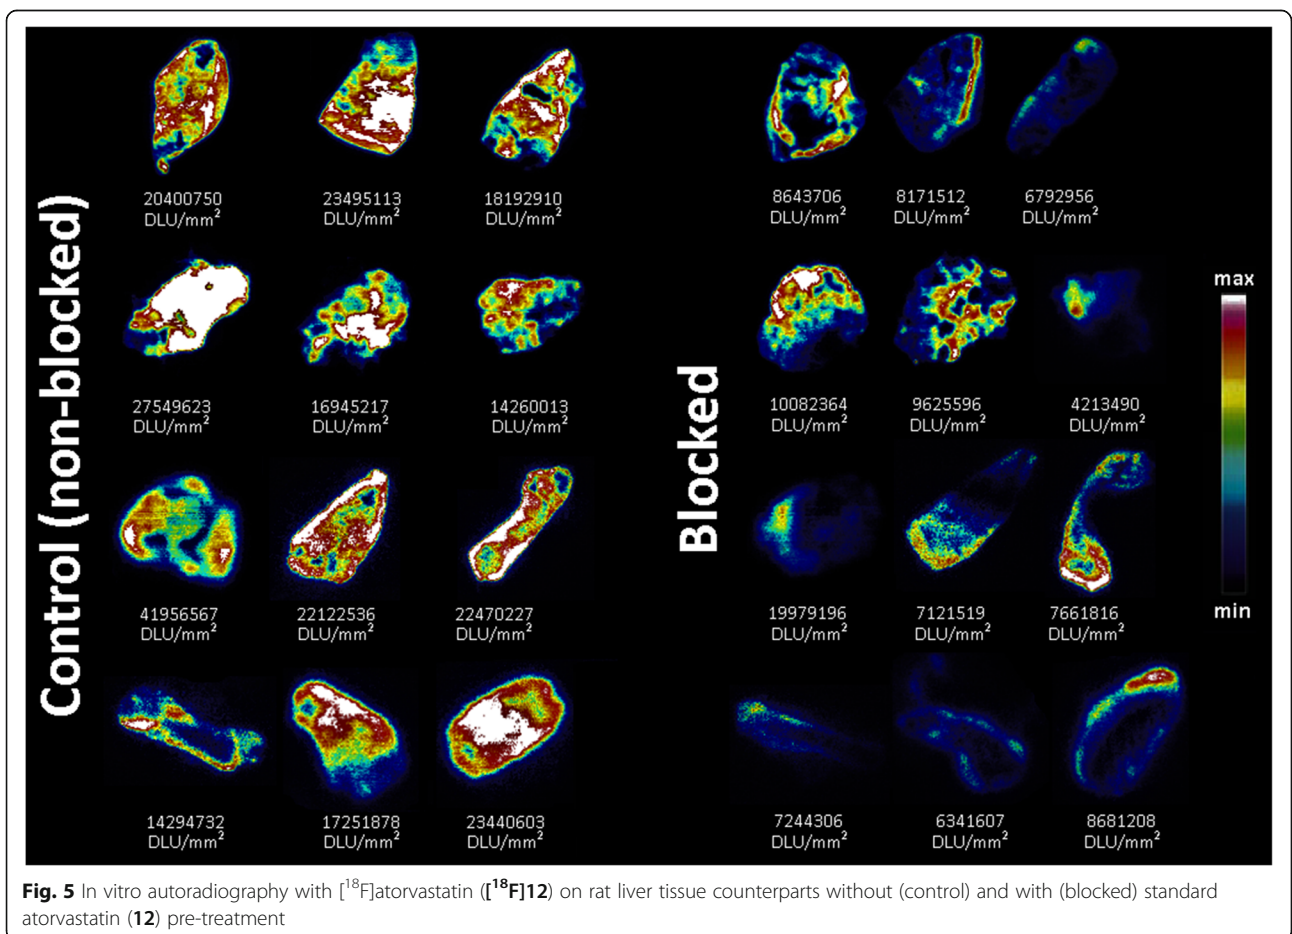 Control (non-blocked)
20400750 23495113 18192910
DLU/mm² DLU/mm² DLU/mm²
27549623 16945217 14260013
DLU/mm² DLU/mm² DLU/mm²
41956567 22122536 22470227
DLU/mm² DLU/mm² DLU/mm²
14294732 17251878 23440603
DLU/mm² DLU/mm² DLU/mm²
Blocked
8643706 8171512 6792956
DLU/mm² DLU/mm² DLU/mm²
10082364 9625596 4213490
DLU/mm² DLU/mm² DLU/mm²
19979196 7121519 7661816
DLU/mm² DLU/mm² DLU/mm²
7244306 6341607 8681208
DLU/mm² DLU/mm² DLU/mm²
max
min
Fig. 5 In vitro autoradiography with [¹⁸F]atorvastatin ([¹⁸F]12) on rat liver tissue counterparts without (control) and with (blocked) standard
atorvastatin (12) pre-treatment